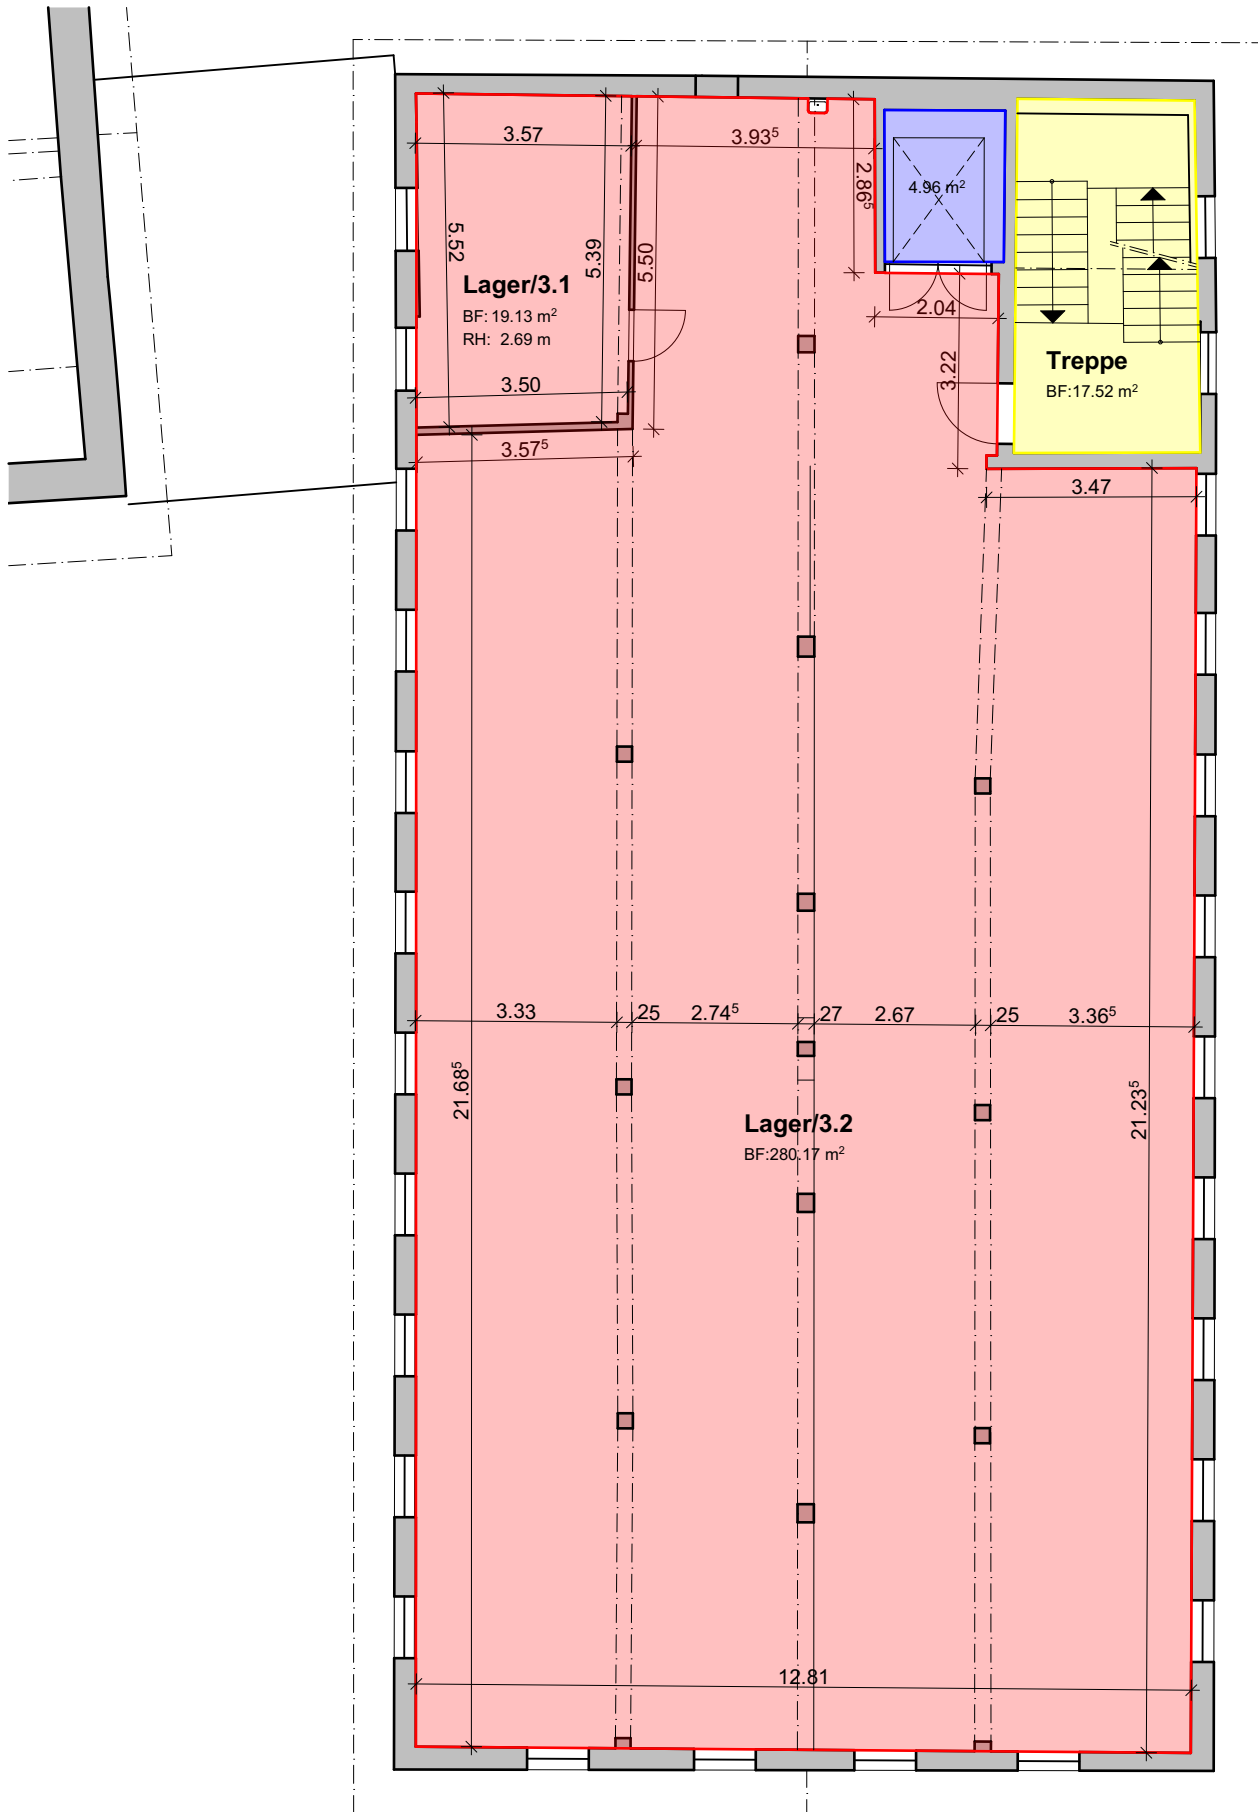 3.57
3.93⁵
2.86⁵
4.96 m²
5.52
5.39
5.50
Lager/3.1
BF: 19.13 m²
RH: 2.69 m
2.04
3.22
Treppe
BF:17.52 m²
3.50
3.57⁵
3.47
3.33
25
2.74⁵
27
2.67
25
3.36⁵
21.68⁵
21.23⁵
Lager/3.2
BF:280.17 m²
12.81